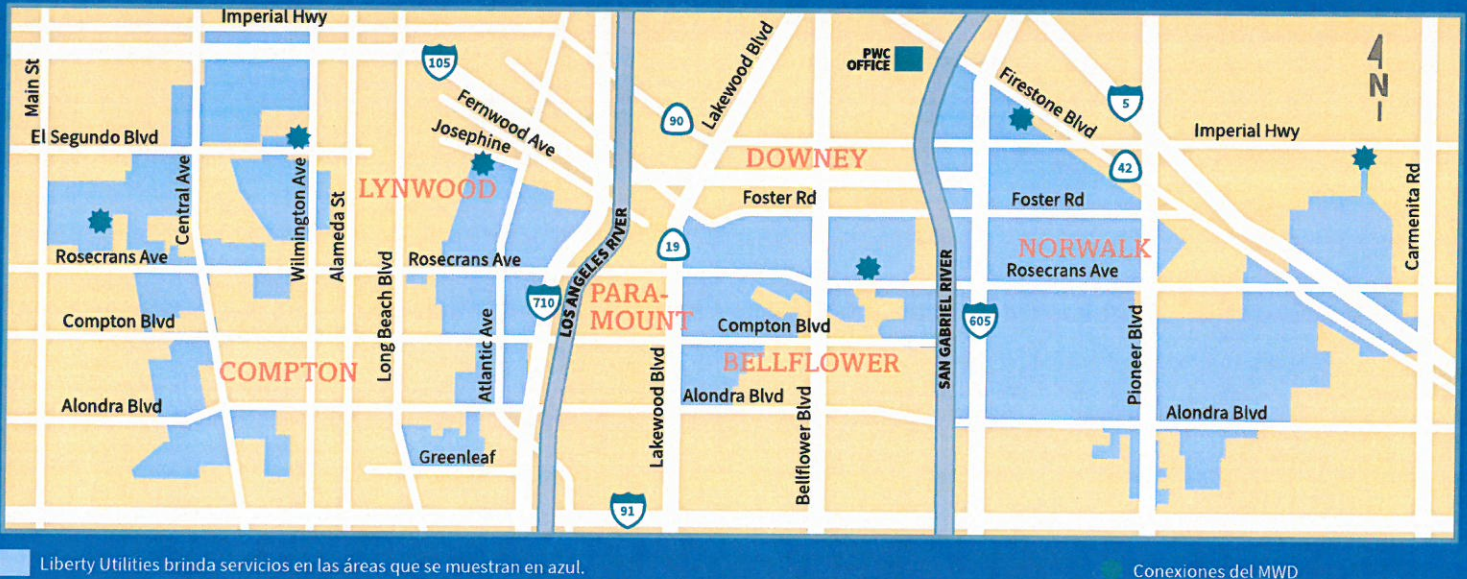 Imperial Hwy
Main St
105
Lakewood Blvd
PWC
OFFICE
Firestone Blvd
5
N
El Segundo Blvd
Fernwood Ave
Josephine
90
Imperial Hwy
DOWNEY
42
Central Ave
Wilmington Ave
LYNWOOD
Alameda St
Foster Rd
Foster Rd
Carmenita Rd
Rosecrans Ave
Long Beach Blvd
Rosecrans Ave
LOS ANGELES RIVER
19
NORWALK
Rosecrans Ave
710
PARA-
MOUNT
SAN GABRIEL RIVER
605
Compton Blvd
Compton Blvd
COMPTON
Atlantic Ave
BELLFLOWER
Pioneer Blvd
Alondra Blvd
Lakewood Blvd
Alondra Blvd
Bellflower Blvd
Alondra Blvd
Greenleaf
91
Liberty Utilities brinda servicios en las áreas que se muestran en azul.
Conexiones del MWD